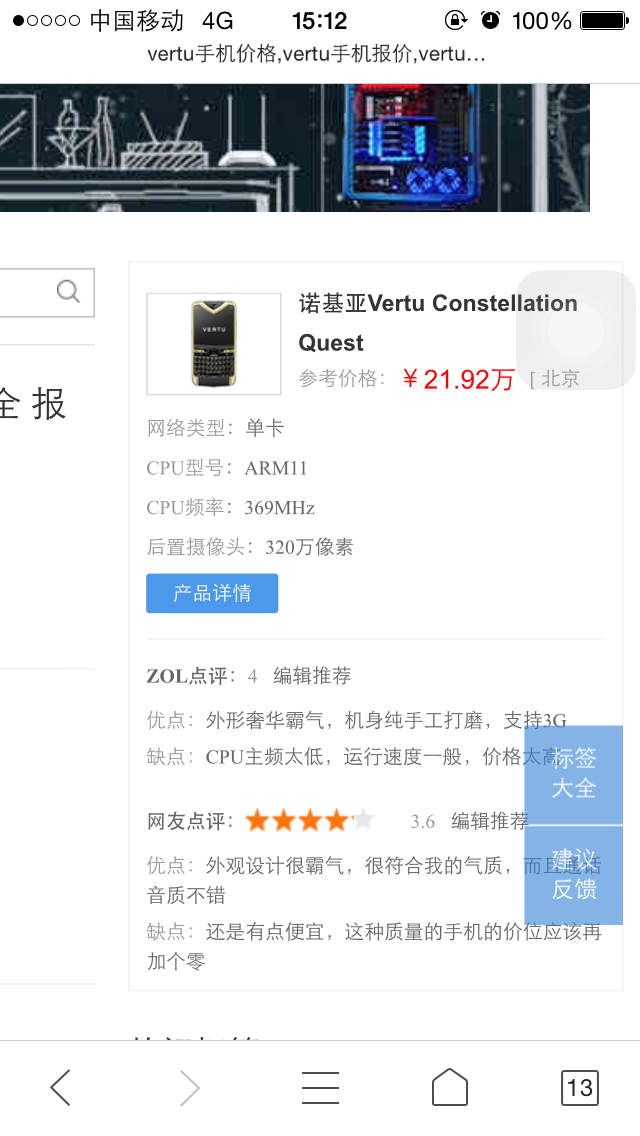 中国移动 4G 15:12 100%
vertu手机价格,vertu手机报价,vertu...
全 报
VERTU
诺基亚Vertu Constellation
Quest
参考价格： ￥21.92万 [ 北京
网络类型：单卡
CPU型号：ARM11
CPU频率：369MHz
后置摄像头：320万像素
产品详情
ZOL点评：4 编辑推荐
优点：外形奢华霸气，机身纯手工打磨，支持3G
缺点：CPU主频太低，运行速度一般，价格太高
标签
大全
网友点评： 3.6 编辑推荐
优点：外观设计很霸气，很符合我的气质，而且通话
音质不错
建议
反馈
缺点：还是有点便宜，这种质量的手机的价位应该再
加个零
13